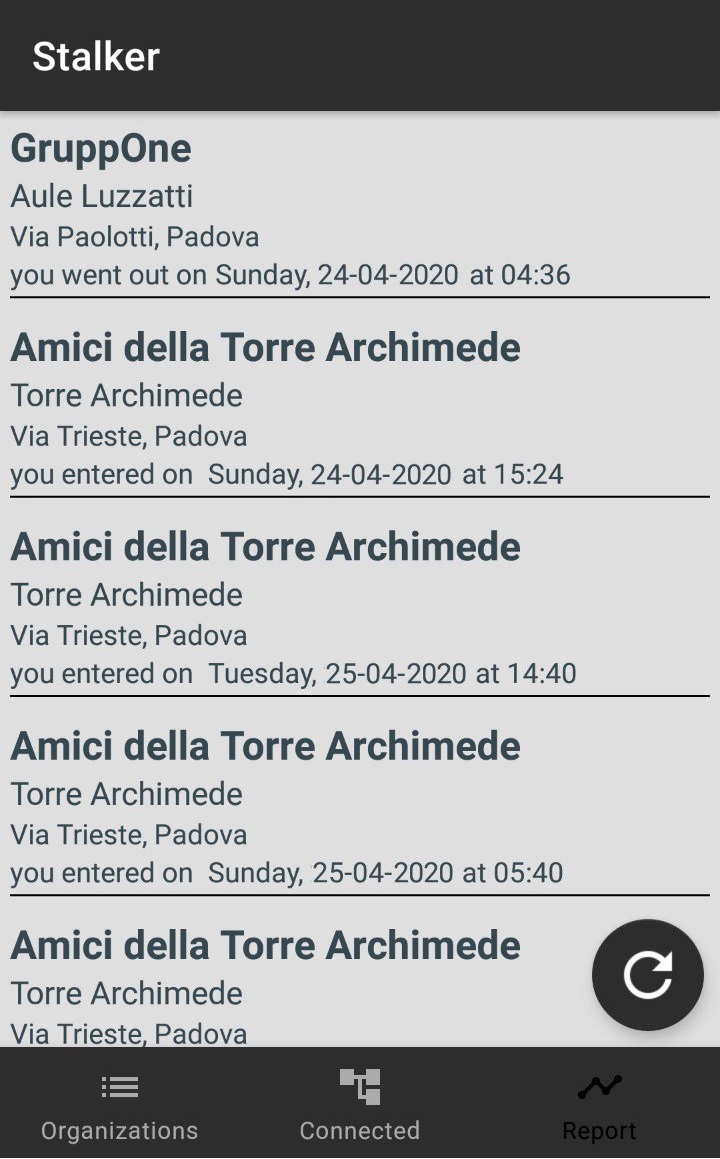 Stalker
GruppOne
Aule Luzzatti
Via Paolotti, Padova
you went out on Sunday, 24-04-2020 at 04:36
Amici della Torre Archimede
Torre Archimede
Via Trieste, Padova
you entered on Sunday, 24-04-2020 at 15:24
Amici della Torre Archimede
Torre Archimede
Via Trieste, Padova
you entered on Tuesday, 25-04-2020 at 14:40
Amici della Torre Archimede
Torre Archimede
Via Trieste, Padova
you entered on Sunday, 25-04-2020 at 05:40
Amici della Torre Archimede
Torre Archimede
Via Trieste, Padova
Organizations
Connected
Report